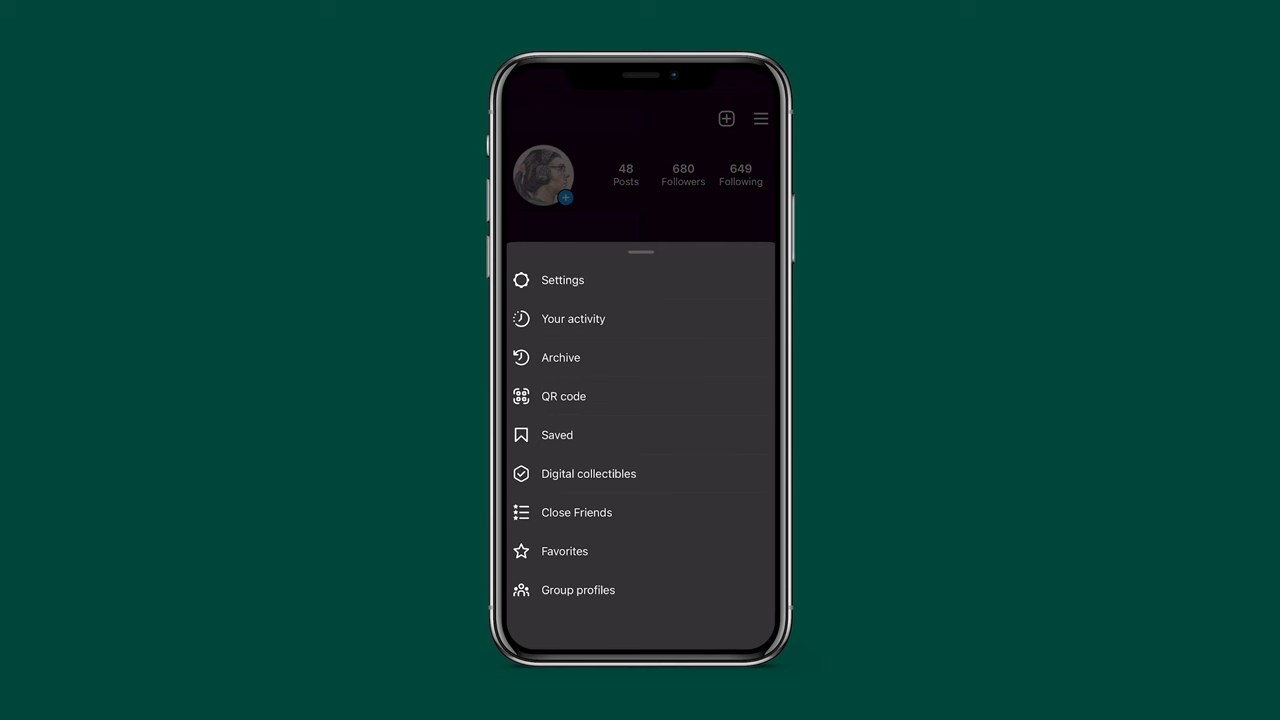 48 680 649
Posts Followers Following
Settings
Your activity
Archive
QR code
Saved
Digital collectibles
Close Friends
Favorites
Group profiles